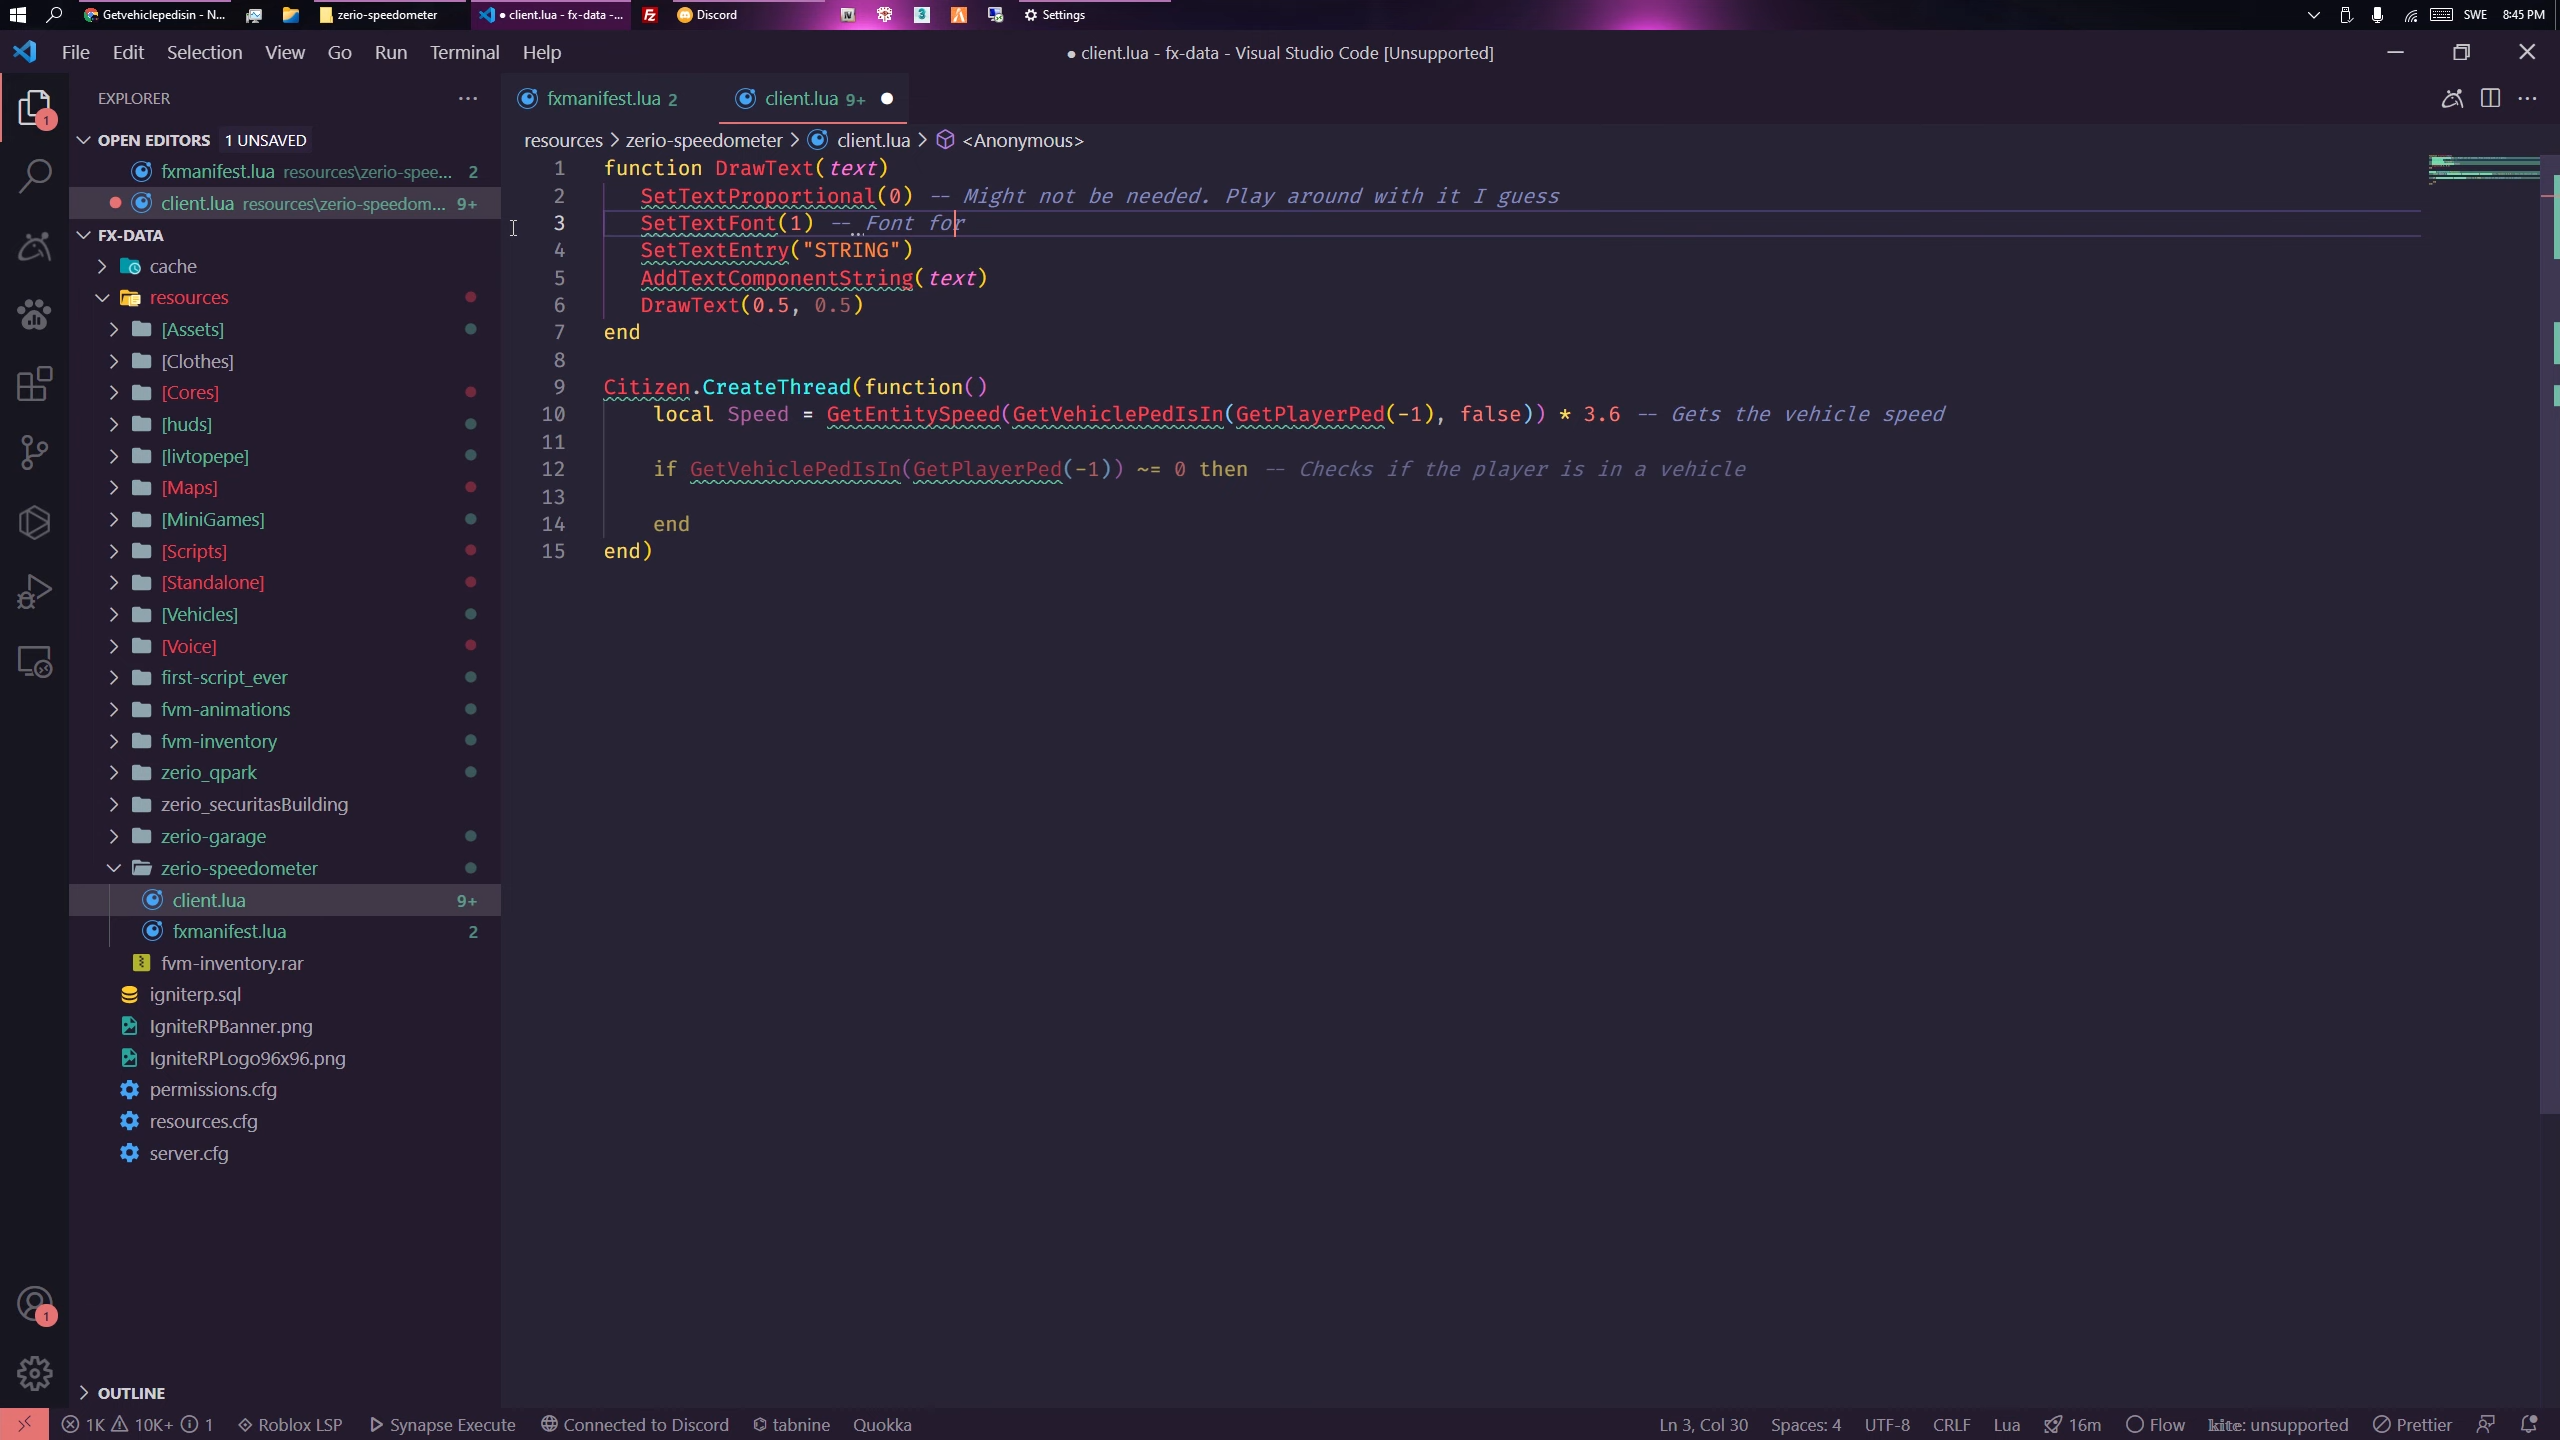 Getvehiclepedisin - N...
zerio-speedometer
● client.lua - fx-data -...
Discord
Settings
SWE
8:45 PM
File Edit Selection View Go Run Terminal Help
● client.lua - fx-data - Visual Studio Code [Unsupported]
EXPLORER
OPEN EDITORS 1 UNSAVED
fxmanifest.lua resources\zerio-spee... 2
client.lua resources\zerio-speedom... 9+
FX-DATA
cache
resources
[Assets]
[Clothes]
[Cores]
[huds]
[livtopepe]
[Maps]
[MiniGames]
[Scripts]
[Standalone]
[Vehicles]
[Voice]
first-script_ever
fvm-animations
fvm-inventory
zerio_qpark
zerio_securitasBuilding
zerio-garage
zerio-speedometer
client.lua 9+
fxmanifest.lua 2
fvm-inventory.rar
igniterp.sql
IgniteRPBanner.png
IgniteRPLogo96x96.png
permissions.cfg
resources.cfg
server.cfg
OUTLINE
fxmanifest.lua 2
client.lua 9+
resources > zerio-speedometer > client.lua > <Anonymous>
1 function DrawText(text)
2 SetTextProportional(0) -- Might not be needed. Play around with it I guess
3 SetTextFont(1) -- Font for
4 SetTextEntry("STRING")
5 AddTextComponentString(text)
6 DrawText(0.5, 0.5)
7 end
8
9 Citizen.CreateThread(function()
10 local Speed = GetEntitySpeed(GetVehiclePedIsIn(GetPlayerPed(-1), false)) * 3.6 -- Gets the vehicle speed
11
12 if GetVehiclePedIsIn(GetPlayerPed(-1)) ~= 0 then -- Checks if the player is in a vehicle
13
14 end
15 end)
1
1
1K 10K+ 1 Roblox LSP Synapse Execute Connected to Discord tabnine Quokka
Ln 3, Col 30 Spaces: 4 UTF-8 CRLF Lua 16m Flow kite: unsupported Prettier